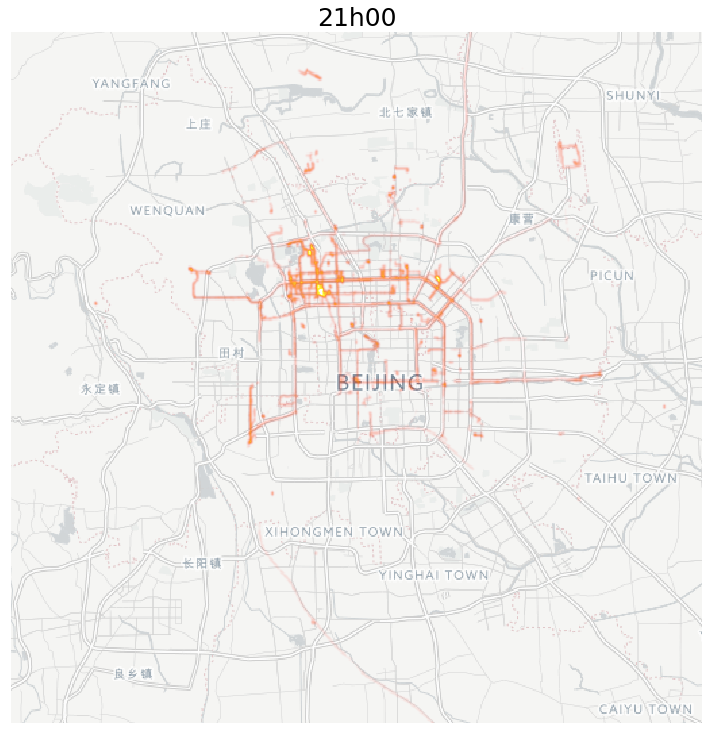 21h00
YANGFANG
SHUNYI
上庄
北七家镇
WENQUAN
康营
PICUN
田村
BEIJING
永定镇
TAIHU TOWN
XIHONGMEN TOWN
长阳镇
YINGHAI TOWN
良乡镇
CAIYU TOWN